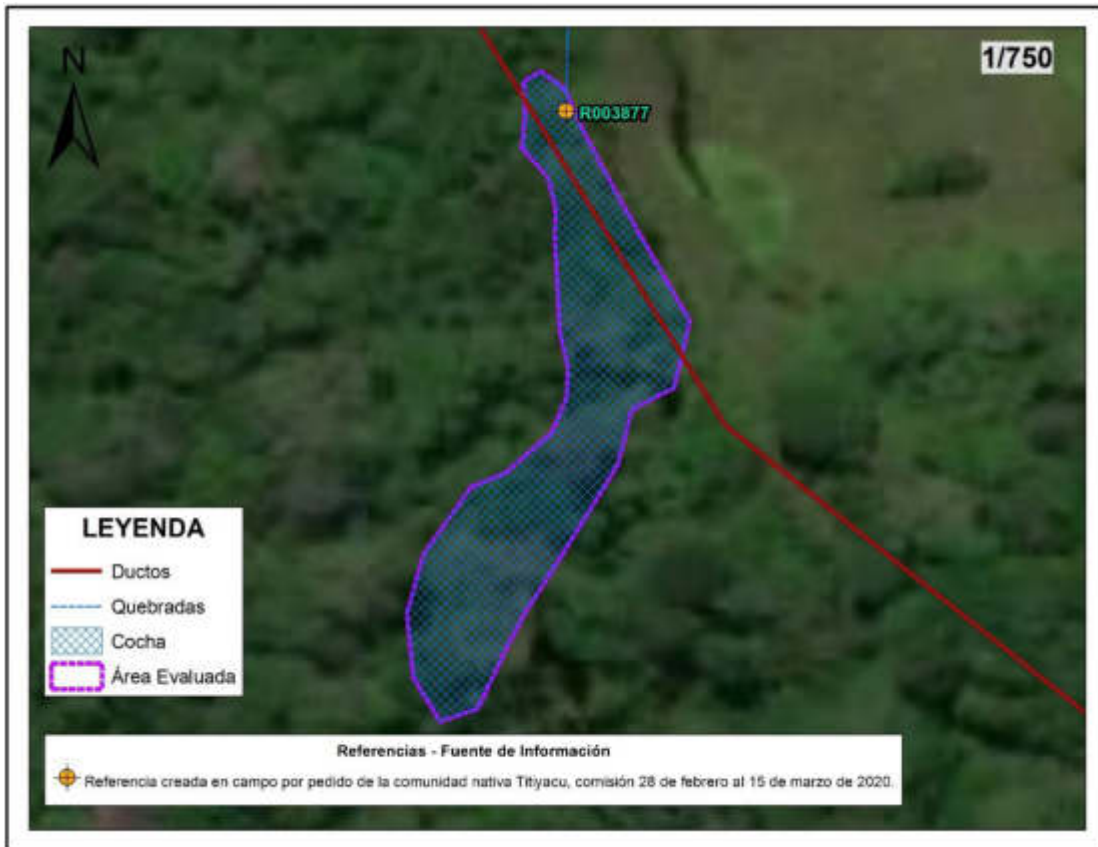 N
1/750
R003877
LEYENDA
Ductos
Quebradas
Cocha
Área Evaluada
Referencias - Fuente de Información
Referencia creada en campo por pedido de la comunidad nativa Titiyacu, comisión 28 de febrero al 15 de marzo de 2020.